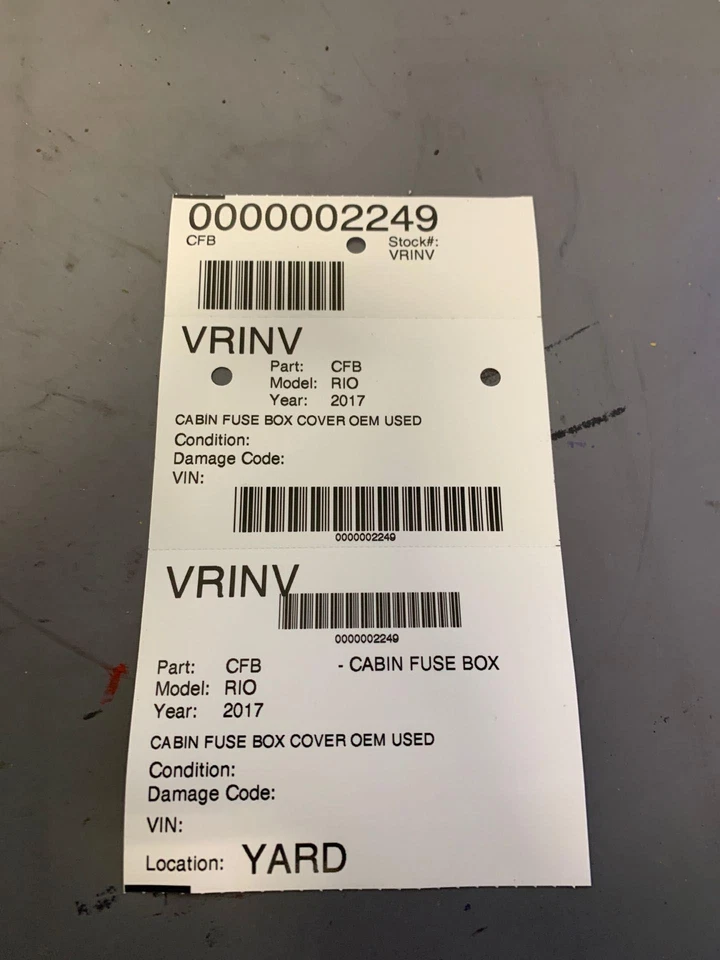 0000002249
CFB
Stock#:
VRINV
VRINV
Part: CFB
Model: RIO
Year: 2017
CABIN FUSE BOX COVER OEM USED
Condition:
Damage Code:
VIN:
0000002249
VRINV
0000002249
Part: CFB - CABIN FUSE BOX
Model: RIO
Year: 2017
CABIN FUSE BOX COVER OEM USED
Condition:
Damage Code:
VIN:
Location: YARD